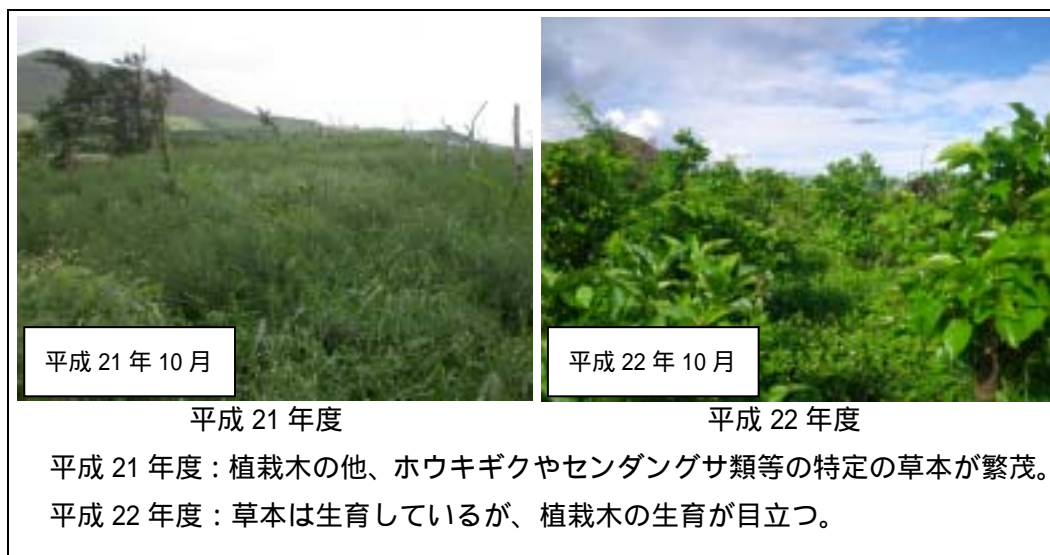 平成 21 年 10 月
平成 22 年 10 月
平成 21 年度
平成 22 年度
平成 21 年度：植栽木の他、ホウキギクやセンダングサ類等の特定の草本が繁茂。
平成 22 年度：草本は生育しているが、植栽木の生育が目立つ。